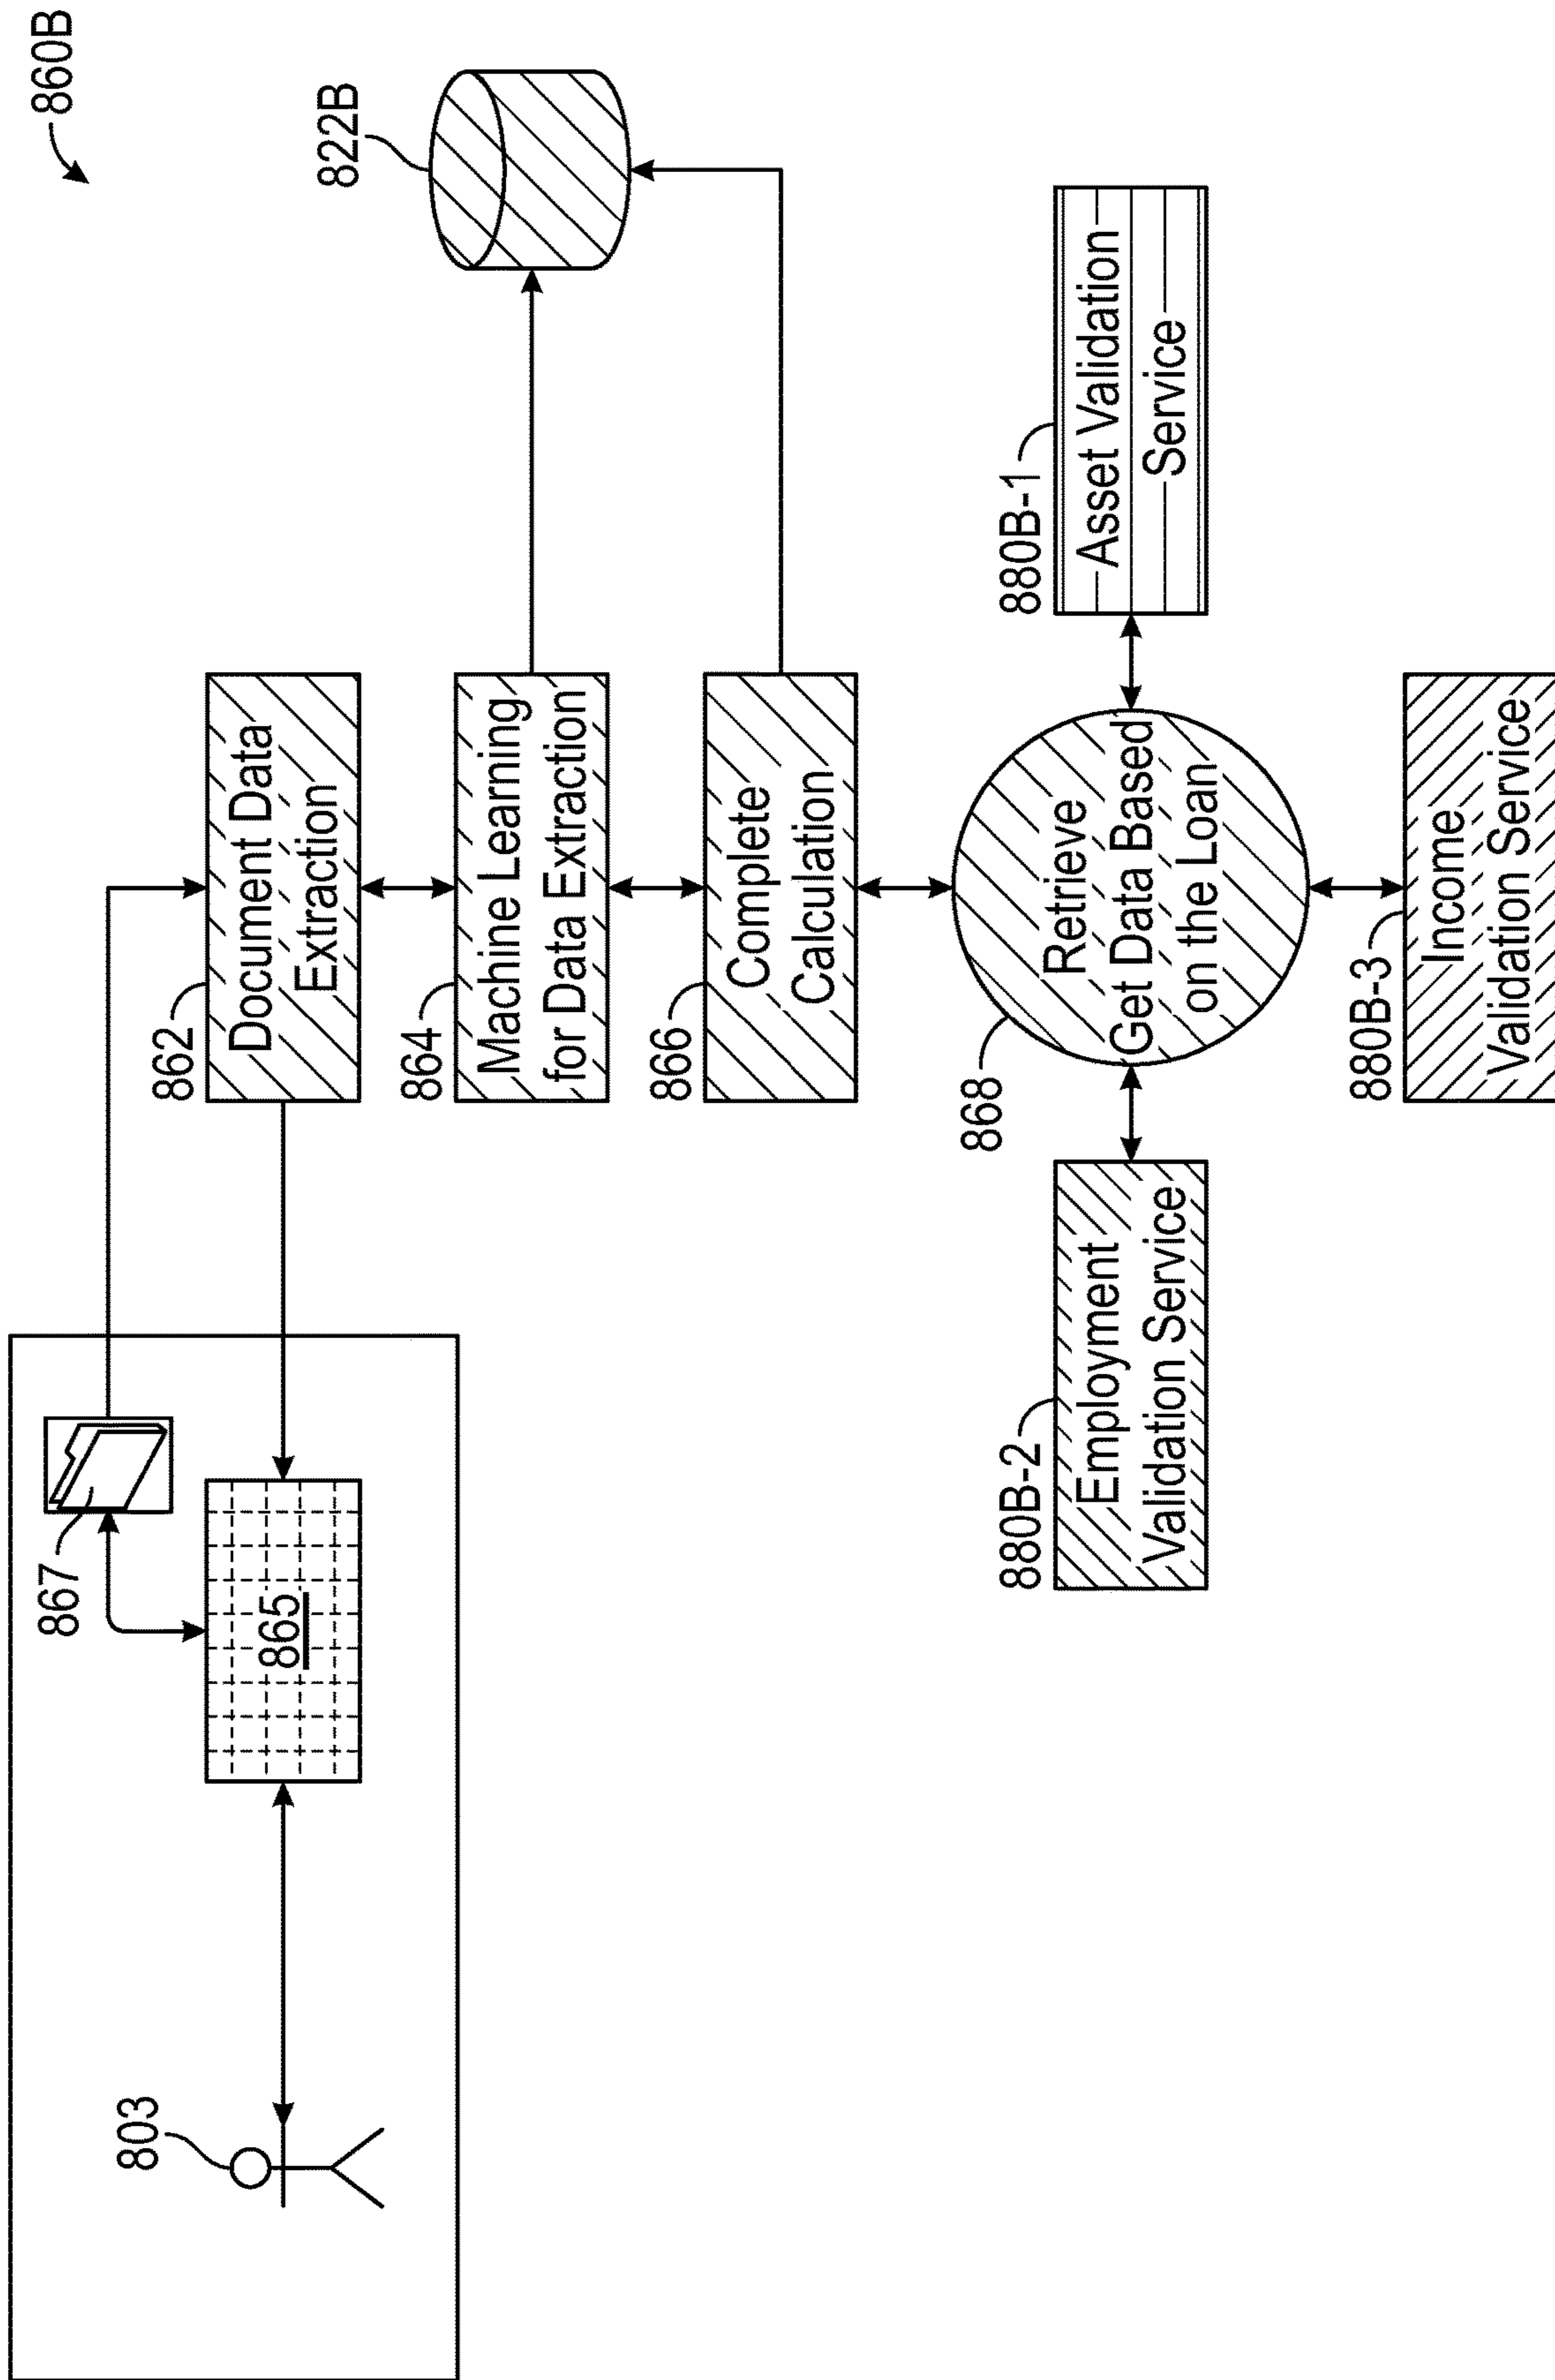 860B
803
867
865
862
Document Data
Extraction
864
Machine Learning
for Data Extraction
822B
866
Complete
Calculation
868
Retrieve
Get Data Based
on the Loan
880B-2
Employment
Validation Service
880B-1
Asset Validation
Service
880B-3
Income
Validation Service